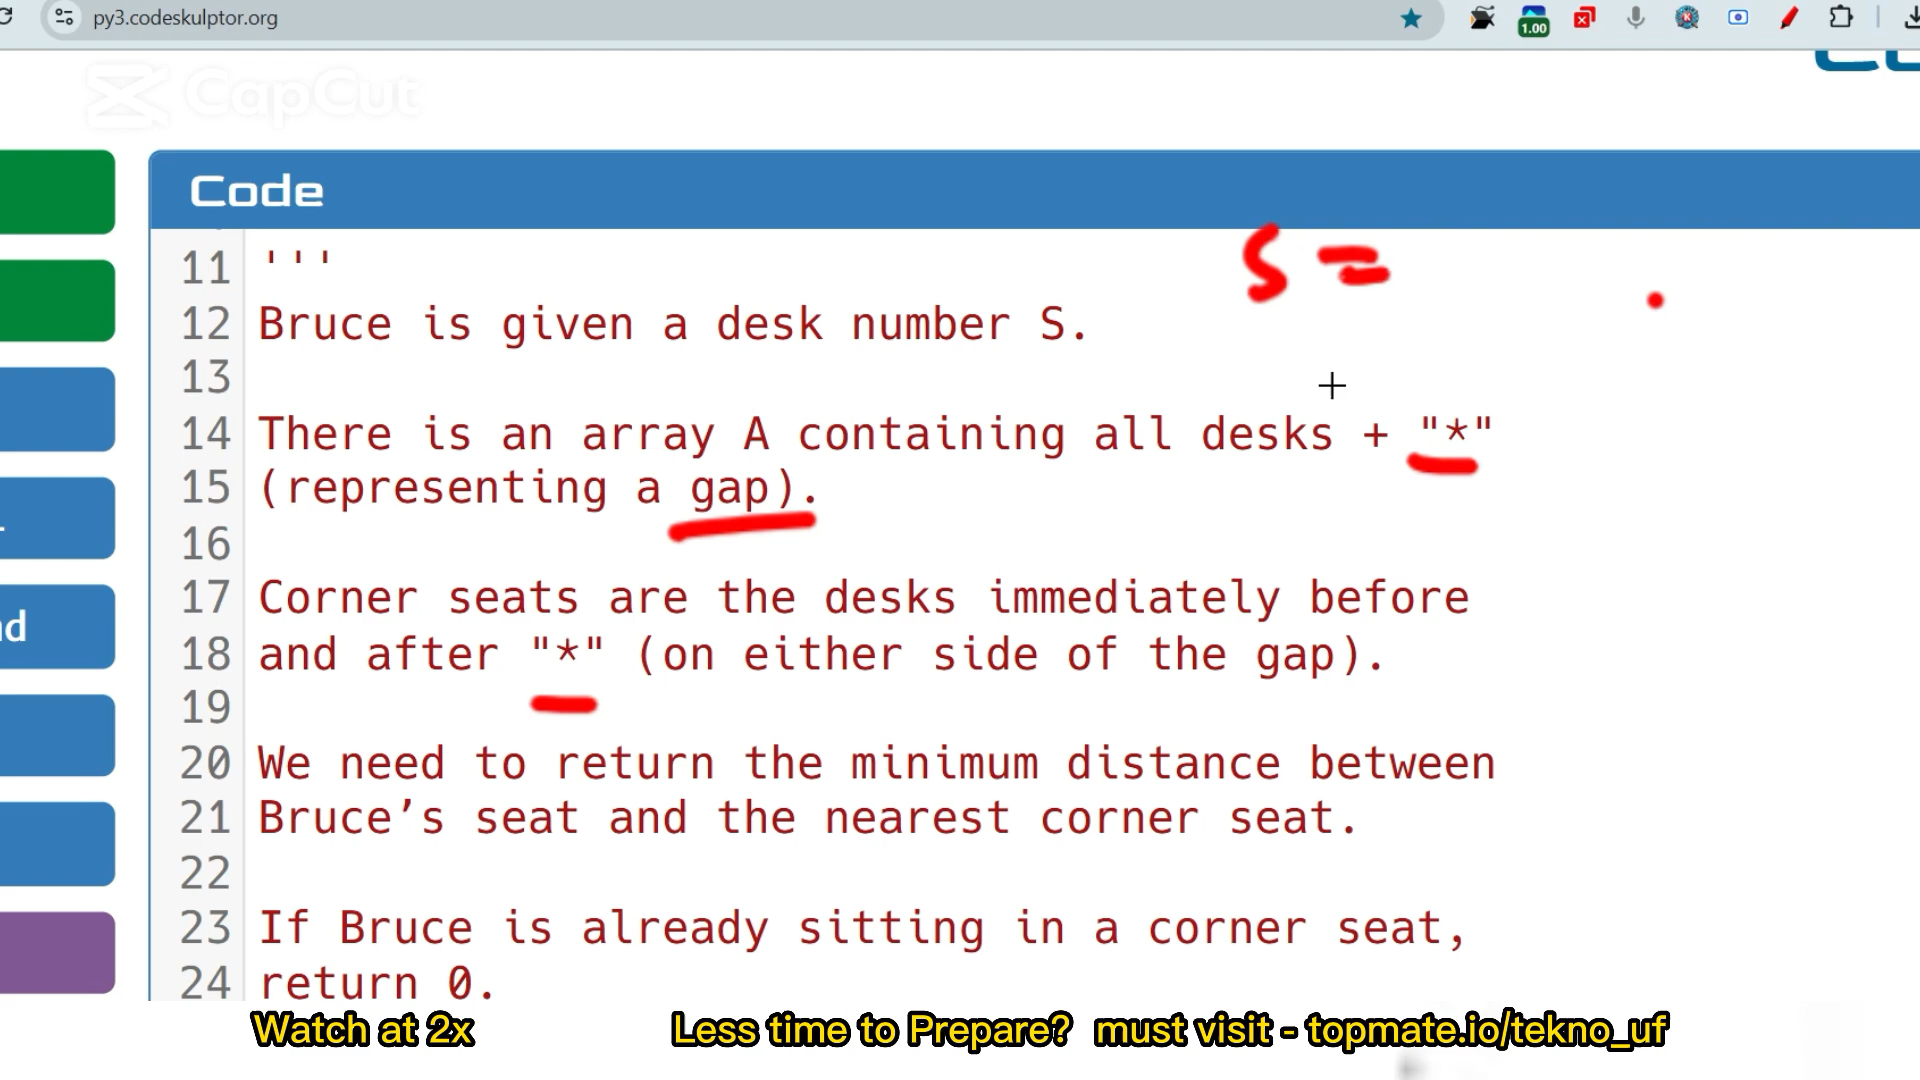 py3.codeskulptor.org
1.00
CapCut
Code
S =
11 '''
12 Bruce is given a desk number S.
13
14 There is an array A containing all desks + "*"
15 (representing a gap).
16
17 Corner seats are the desks immediately before
18 and after "*" (on either side of the gap).
19
20 We need to return the minimum distance between
21 Bruce’s seat and the nearest corner seat.
22
23 If Bruce is already sitting in a corner seat,
24 return 0.
Watch at 2x Less time to Prepare? must visit - topmate.io/tekno_uf